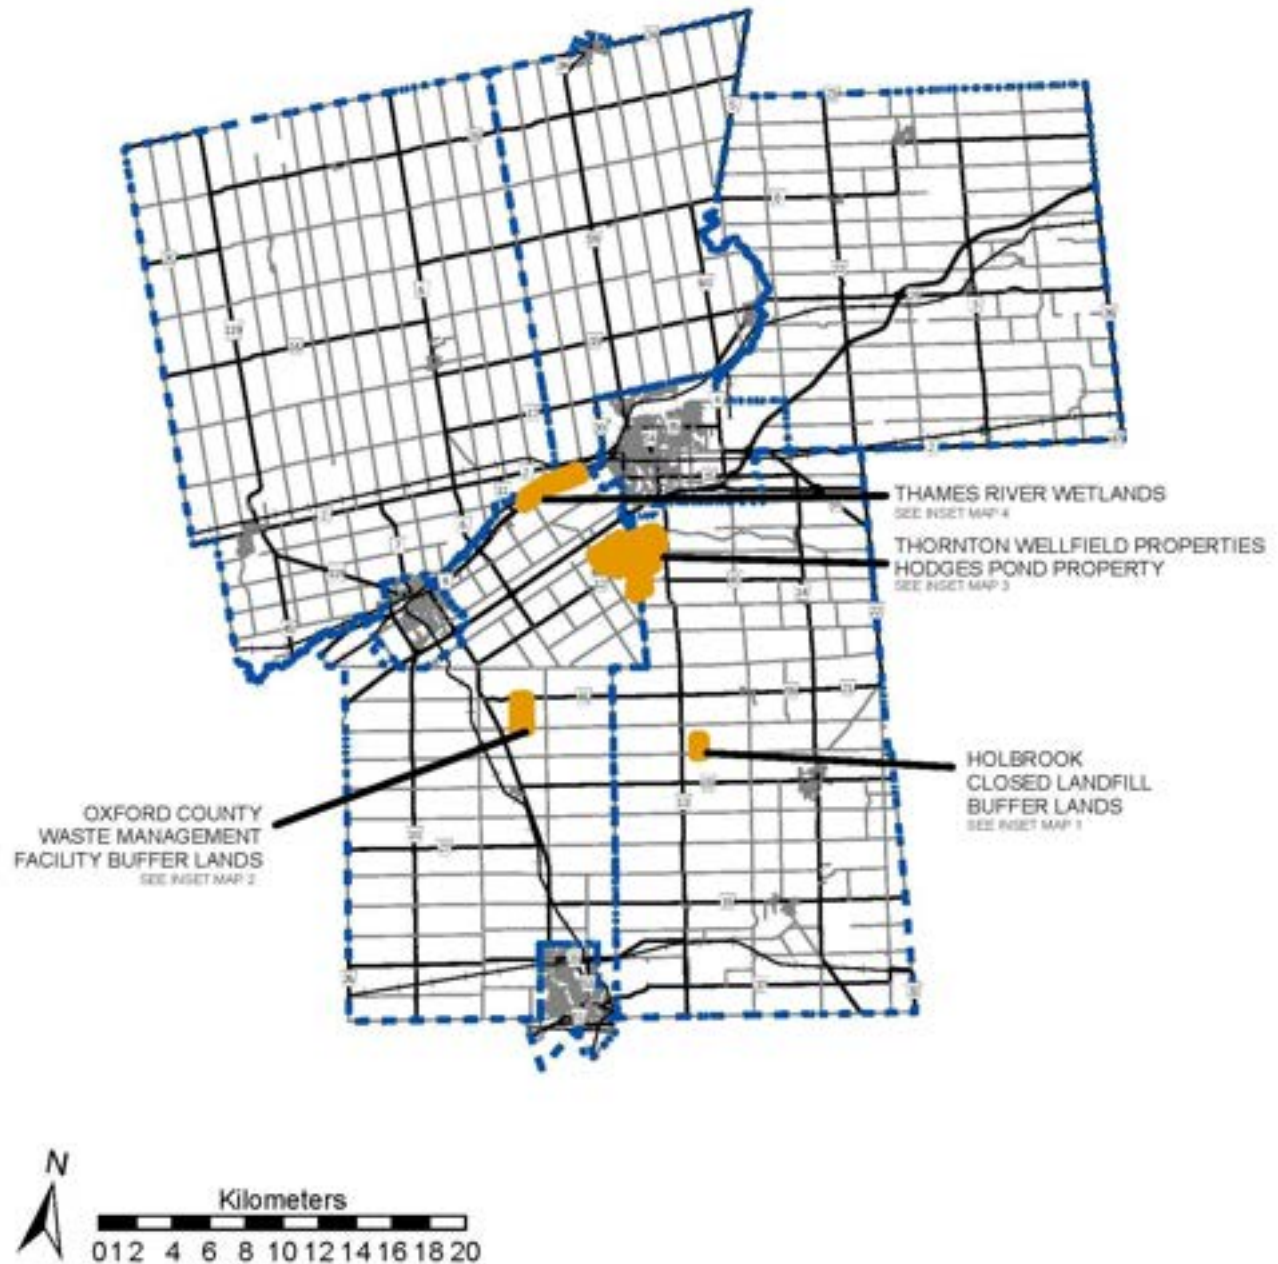 THAMES RIVER WETLANDS
SEE INSET MAP 4
THORNTON WELLFIELD PROPERTIES
HODGES POND PROPERTY
SEE INSET MAP 3
HOLBROOK
CLOSED LANDFILL
BUFFER LANDS
SEE INSET MAP 1
OXFORD COUNTY
WASTE MANAGEMENT
FACILITY BUFFER LANDS
SEE INSET MAP 2
N
Kilometers
0 1 2 4 6 8 10 12 14 16 18 20